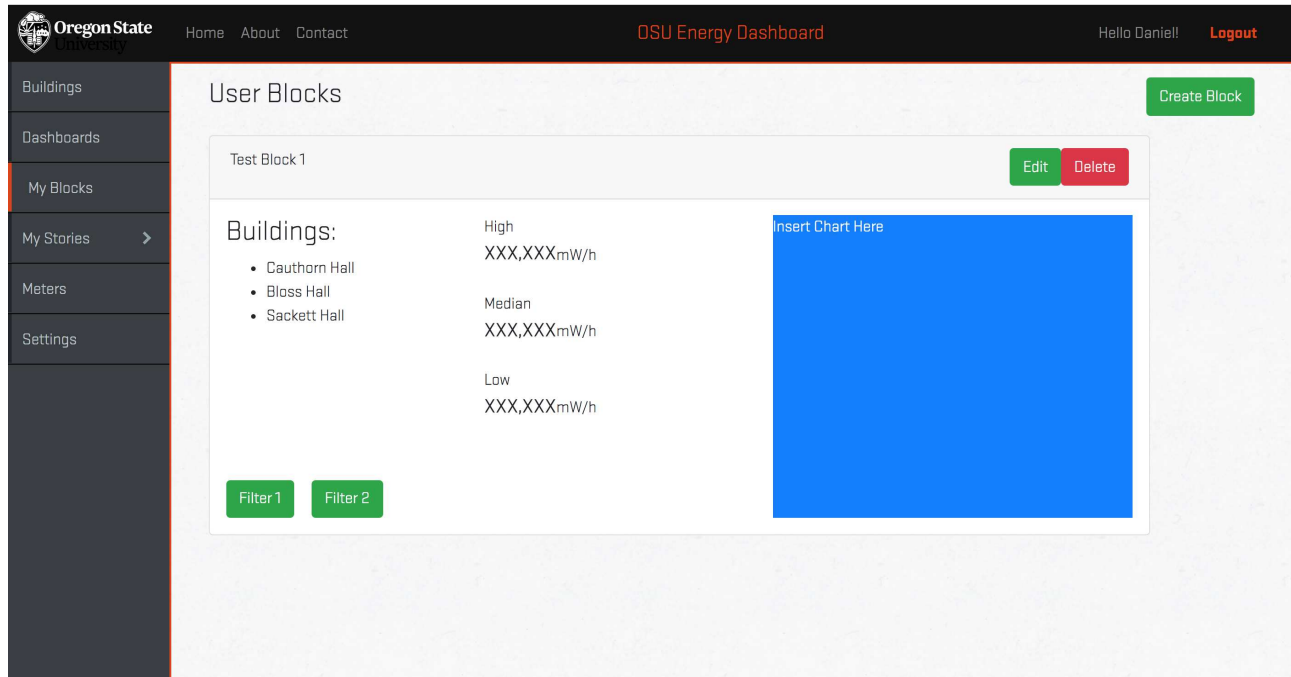 Oregon State
University
Home About Contact
OSU Energy Dashboard
Hello Daniel!
Logout
Buildings
Dashboards
My Blocks
My Stories
Meters
Settings
User Blocks
Create Block
Test Block 1
Edit
Delete
Buildings:
• Cauthorn Hall
• Bloss Hall
• Sackett Hall
High
XXX,XXXmW/h
Median
XXX,XXXmW/h
Low
XXX,XXXmW/h
Insert Chart Here
Filter 1
Filter 2